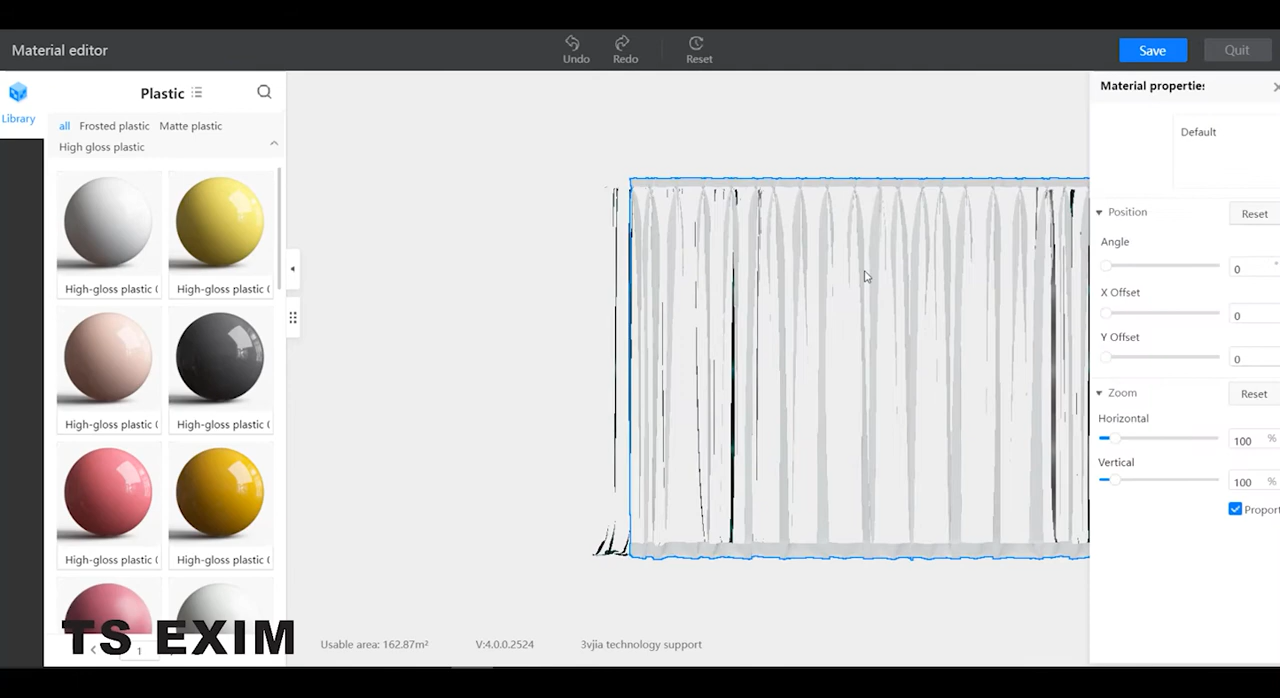 Material editor
Undo
Redo
Reset
Save
Quit
Library
Plastic
all Frosted plastic Matte plastic
High gloss plastic
High-gloss plastic (
High-gloss plastic (
High-gloss plastic (
High-gloss plastic (
High-gloss plastic (
High-gloss plastic (
1
TS EXIM
Usable area: 162.87m²
V:4.0.0.2524
3vjia technology support
Material properties
Default
Position
Reset
Angle
0 °
X Offset
0
Y Offset
0
Zoom
Reset
Horizontal
100 %
Vertical
100 %
Proport